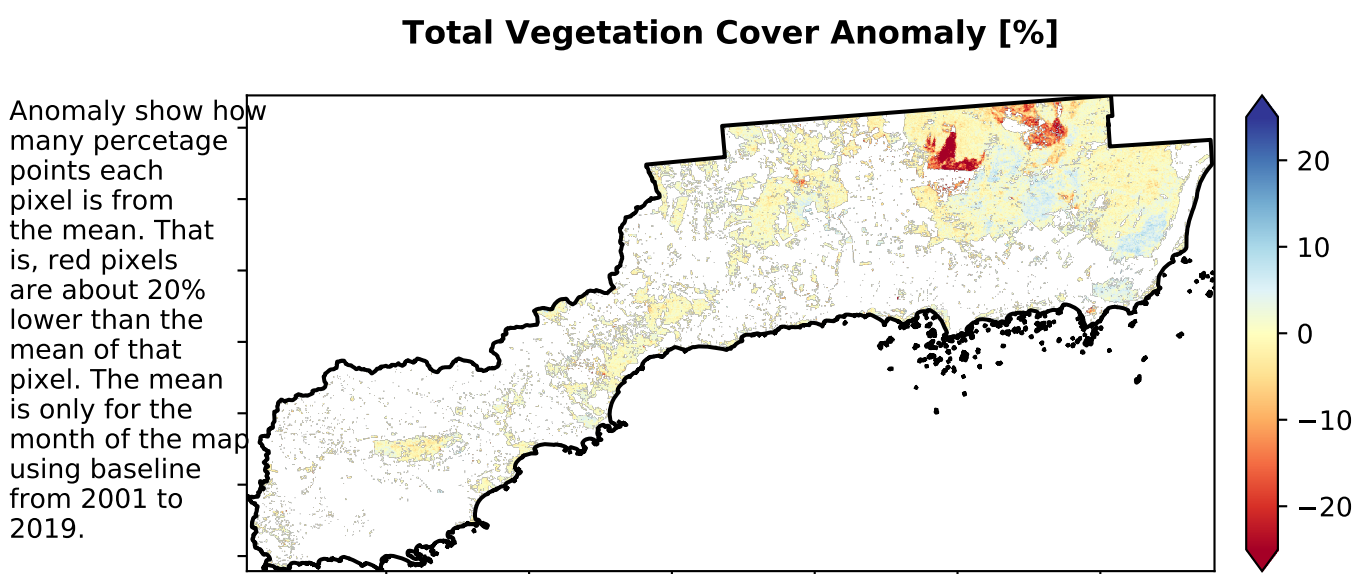 Total Vegetation Cover Anomaly [%]
Anomaly show how
many percetage
points each
pixel is from
the mean. That
is, red pixels
are about 20%
lower than the
mean of that
pixel. The mean
is only for the
month of the map
using baseline
from 2001 to
2019.
20
10
0
−10
−20